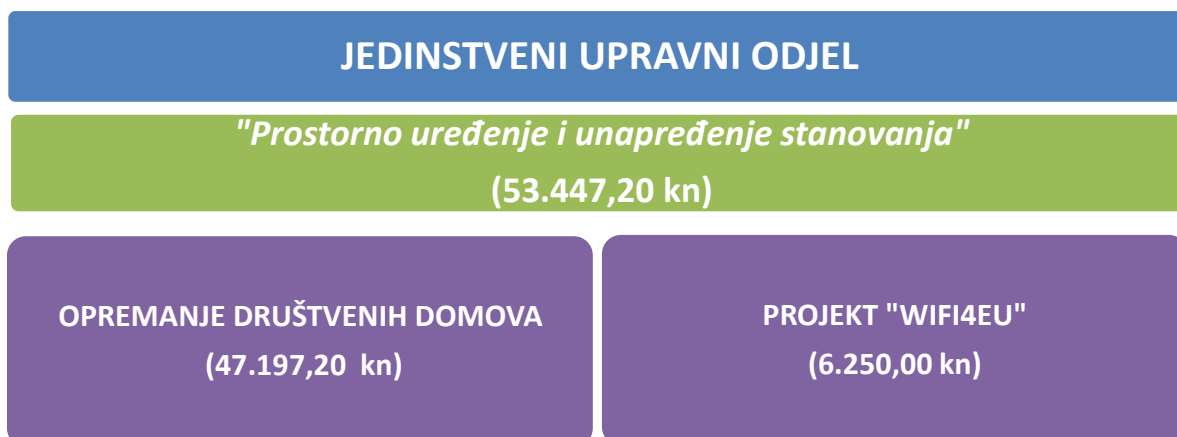 JEDINSTVENI UPRAVNI ODJEL
"Prostorno uređenje i unapređenje stanovanja"
(53.447,20 kn)
OPREMANJE DRUŠTVENIH DOMOVA
(47.197,20 kn)
PROJEKT "WIFI4EU"
(6.250,00 kn)